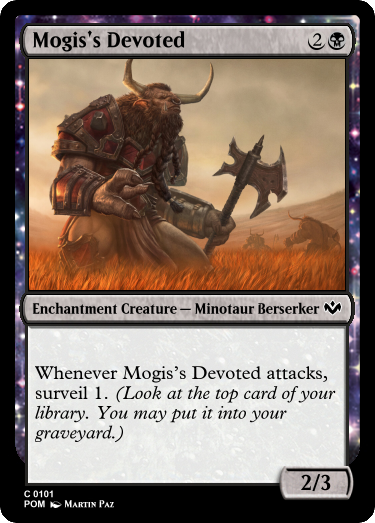 Mogis's Devoted 2
Enchantment Creature — Minotaur Berserker
Whenever Mogis's Devoted attacks,
surveil 1. (Look at the top card of your
library. You may put it into your
graveyard.)
2/3
C 0101
POM Martin Paz